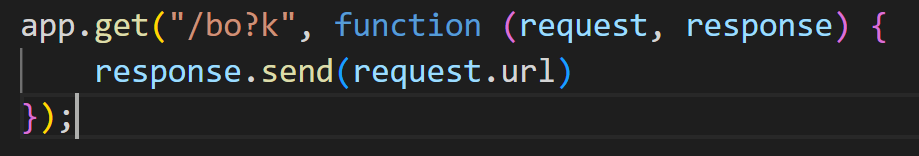 app.get("/bo?k", function (request, response) {
    response.send(request.url)
});